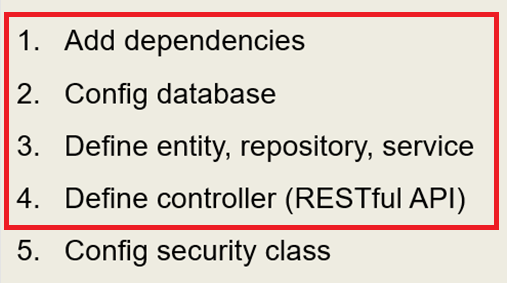 1. Add dependencies
2. Config database
3. Define entity, repository, service
4. Define controller (RESTful API)
5. Config security class